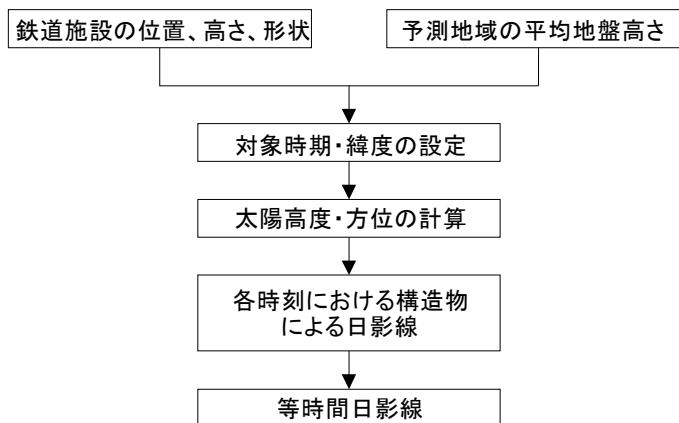 鉄道施設の位置、高さ、形状
予測地域の平均地盤高さ
対象時期・緯度の設定
太陽高度・方位の計算
各時刻における構造物
による日影線
等時間日影線